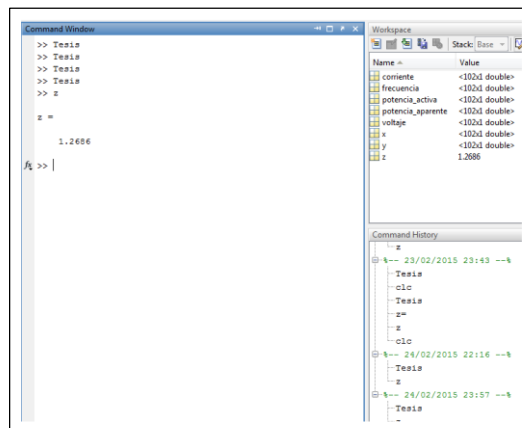 Command Window
>> Tesis
>> Tesis
>> Tesis
>> Tesis
>> z
z =
1.2686
fx >>
Workspace
Stack: Base
Name Value
corriente <102x1 double>
frecuencia <102x1 double>
potencia_activa <102x1 double>
potencia_aparente <102x1 double>
voltaje <102x1 double>
x <102x1 double>
y <102x1 double>
z 1.2686
Command History
z
%-- 23/02/2015 23:43 --%
Tesis
clc
Tesis
z=
z
clc
%-- 24/02/2015 22:16 --%
Tesis
z
%-- 24/02/2015 23:57 --%
Tesis